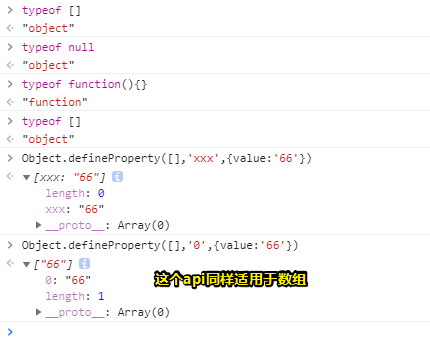 > typeof []
< "object"
> typeof null
< "object"
> typeof function(){}
< "function"
> typeof []
< "object"
> Object.defineProperty([],'xxx',{value:'66'})
< ▼[xxx: "66"] i
length: 0
xxx: "66"
▶__proto__: Array(0)
> Object.defineProperty([],'0',{value:'66'})
< ▼["66"] i
0: "66"
这个api同样适用于数组
length: 1
▶__proto__: Array(0)
>